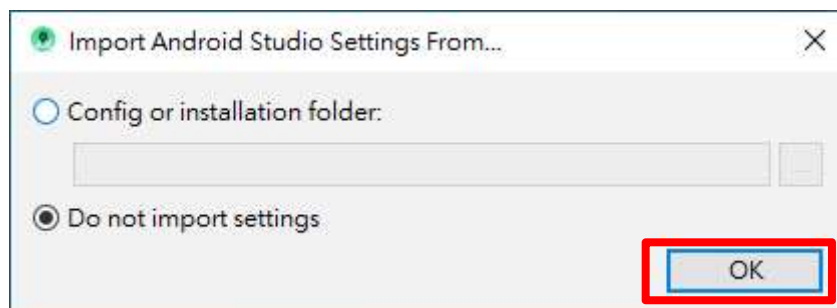 Import Android Studio Settings From...
Config or installation folder:
...
Do not import settings
OK